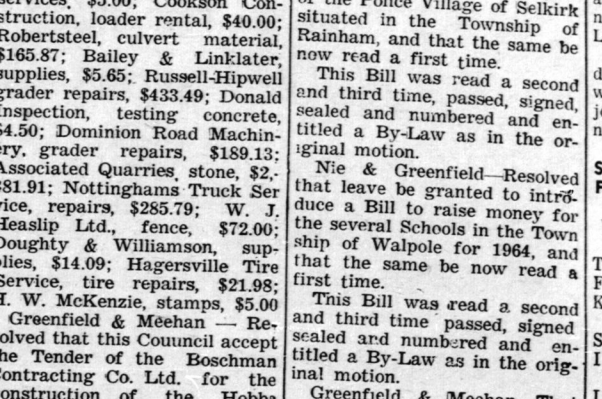 services, $5.00; Cookson Con-
struction, loader rental, $40.00;
Robertsteel, culvert material,
$165.87; Bailey & Linklater,
supplies, $5.65; Russell-Hipwell
grader repairs, $433.49; Donald
Inspection, testing concrete,
$4.50; Dominion Road Machin-
ery, grader repairs, $189.13;
Associated Quarries, stone, $2,-
81.91; Nottinghams Truck Ser
vice, repairs, $285.79; W. J.
Heaslip Ltd., fence, $72.00;
Doughty & Williamson, sup-
plies, $14.09; Hagersville Tire
Service, tire repairs, $21.98;
H. W. McKenzie, stamps, $5.00
Greenfield & Meehan — Re-
olved that this Couuncil accept
the Tender of the Boschman
Contracting Co. Ltd. for the
construction of the Hobbs
of the Police Village of Selkirk
situated in the Township of
Rainham, and that the same be
now read a first time.
This Bill was read a second
and third time, passed, signed,
sealed and numbered and en-
titled a By-Law as in the or-
iginal motion.
Nie & Greenfield—Resolved
that leave be granted to intro-
duce a Bill to raise money for
the several Schools in the Town
ship of Walpole for 1964, and
that the same be now read a
first time.
This Bill was read a second
and third time passed, signed
sealed and numbered and en-
titled a By-Law as in the orig-
inal motion.
Greenfield & Meehan